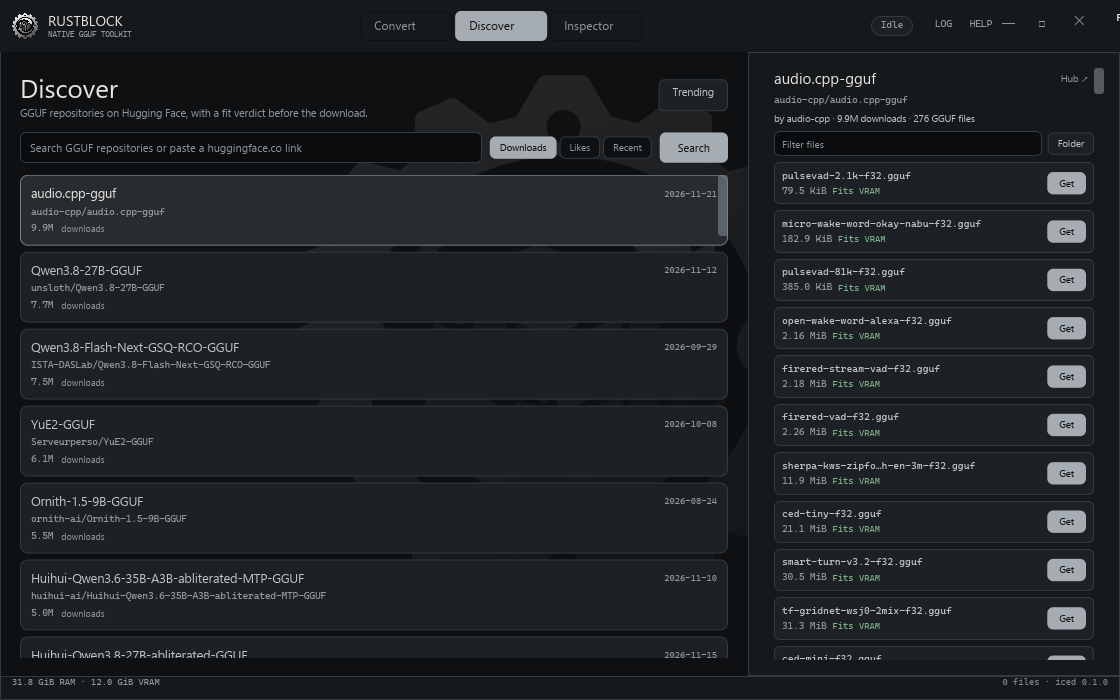 RUSTBLOCK
NATIVE GGUF TOOLKIT
Convert
Discover
Inspector
Idle
LOG
HELP
Discover
GGUF repositories on Hugging Face, with a fit verdict before the download.
Trending
Search GGUF repositories or paste a huggingface.co link
Downloads
Likes
Recent
Search
audio.cpp-gguf
2026-11-21
audio-cpp/audio.cpp-gguf
9.9M downloads
Qwen3.8-27B-GGUF
2026-11-12
unsloth/Qwen3.8-27B-GGUF
7.7M downloads
Qwen3.8-Flash-Next-GSQ-RCO-GGUF
2026-09-29
ISTA-DASLab/Qwen3.8-Flash-Next-GSQ-RCO-GGUF
7.5M downloads
YuE2-GGUF
2026-10-08
Serveurperso/YuE2-GGUF
6.1M downloads
Ornith-1.5-9B-GGUF
2026-08-24
ornith-ai/Ornith-1.5-9B-GGUF
5.5M downloads
Huihui-Qwen3.6-35B-A3B-abliterated-MTP-GGUF
2026-11-10
huihui-ai/Huihui-Qwen3.6-35B-A3B-abliterated-MTP-GGUF
5.0M downloads
Huihui-Qwen3.8-27B-abliterated-GGUF
2026-11-15
audio.cpp-gguf
Hub ↗
audio-cpp/audio.cpp-gguf
by audio-cpp · 9.9M downloads · 276 GGUF files
Filter files
Folder
pulsevad-2.1k-f32.gguf
79.5 KiB Fits VRAM
Get
micro-wake-word-okay-nabu-f32.gguf
182.9 KiB Fits VRAM
Get
pulsevad-81k-f32.gguf
385.0 KiB Fits VRAM
Get
open-wake-word-alexa-f32.gguf
2.16 MiB Fits VRAM
Get
firered-stream-vad-f32.gguf
2.18 MiB Fits VRAM
Get
firered-vad-f32.gguf
2.26 MiB Fits VRAM
Get
sherpa-kws-zipfo…h-en-3m-f32.gguf
11.9 MiB Fits VRAM
Get
ced-tiny-f32.gguf
21.1 MiB Fits VRAM
Get
smart-turn-v3.2-f32.gguf
30.5 MiB Fits VRAM
Get
tf-gridnet-wsj0-2mix-f32.gguf
31.3 MiB Fits VRAM
Get
ced-mini-f32.gguf
31.8 GiB RAM · 12.0 GiB VRAM
0 files · iced 0.1.0